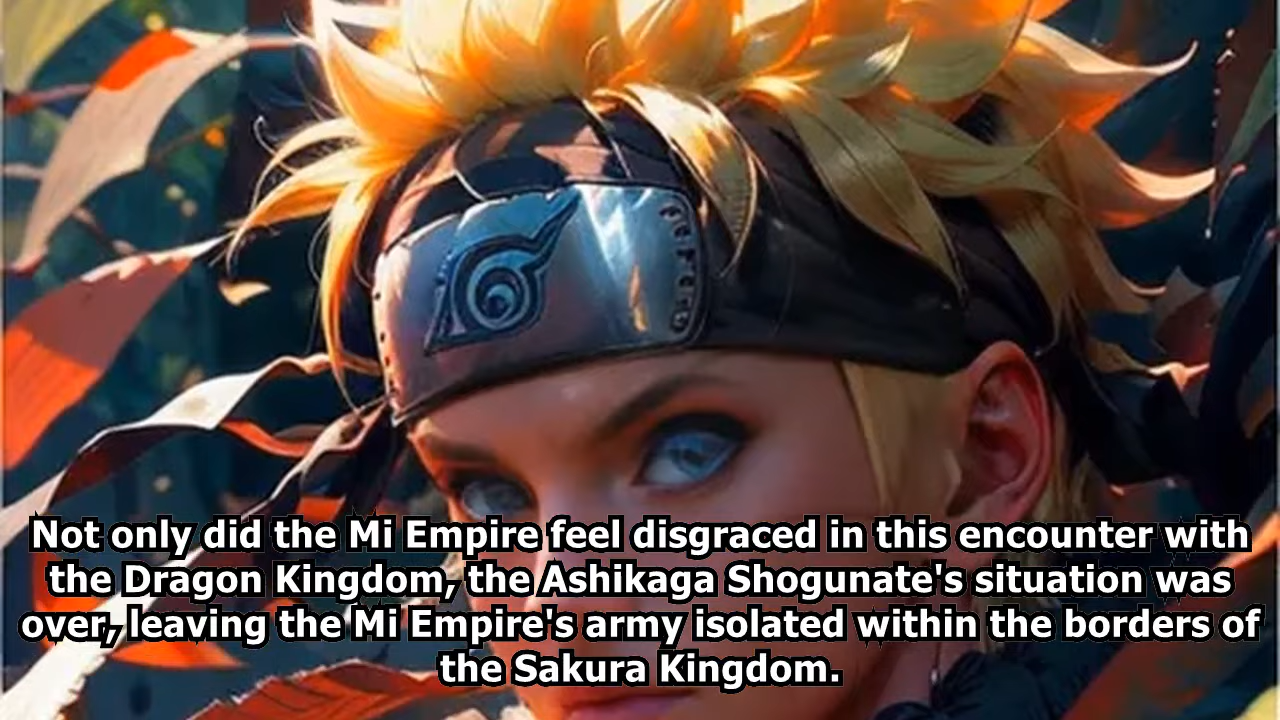 Not only did the Mi Empire feel disgraced in this encounter with
the Dragon Kingdom, the Ashikaga Shogunate's situation was
over, leaving the Mi Empire's army isolated within the borders of
the Sakura Kingdom.